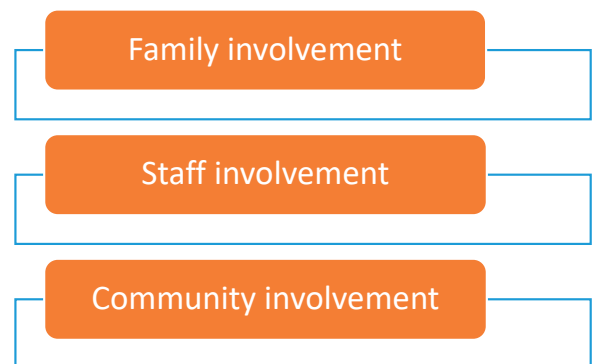 Family involvement
Staff involvement
Community involvement